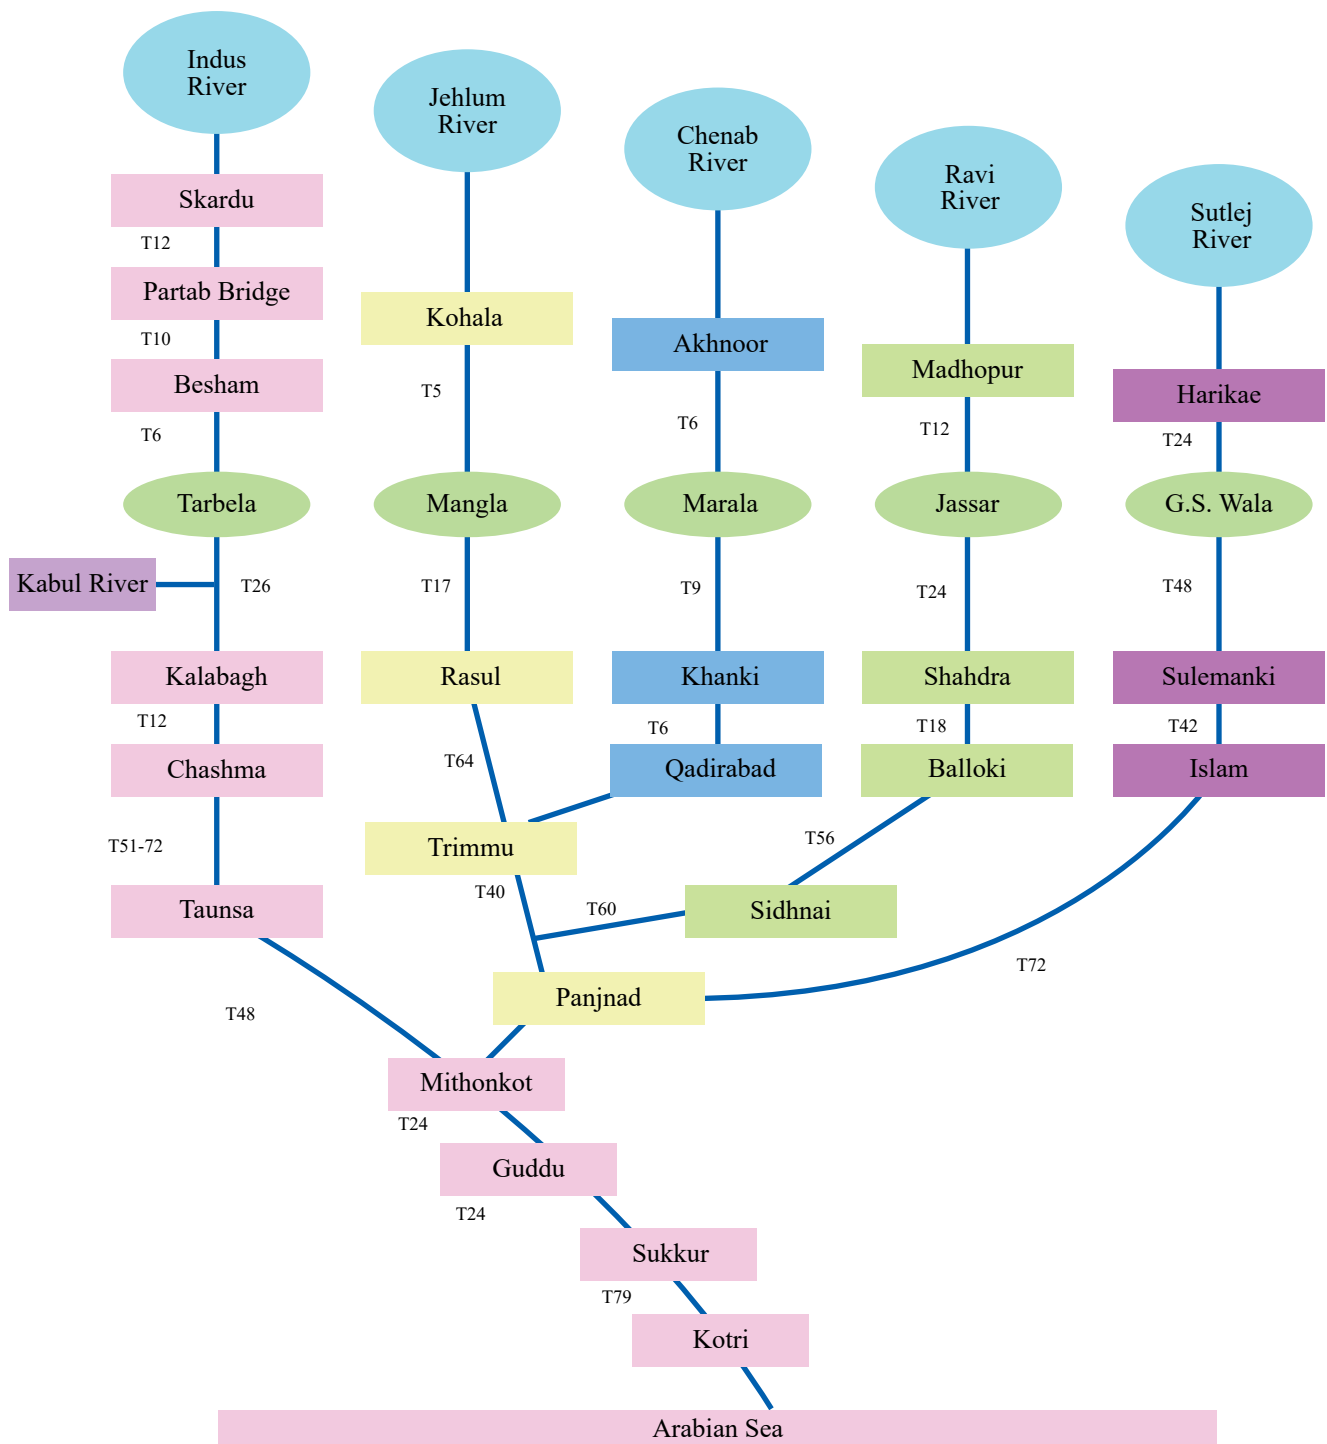 Indus
River
Jehlum
River
Chenab
River
Ravi
River
Sutlej
River
Skardu
T12
Partab Bridge
T10
Besham
T6
Tarbela
Kabul River
T26
Kalabagh
T12
Chashma
T51-72
Taunsa
T48
Kohala
T5
Mangla
T17
Rasul
T64
Trimmu
T40
Akhnoor
T6
Marala
T9
Khanki
T6
Qadirabad
Madhopur
T12
Jassar
T24
Shahdra
T18
Balloki
T56
Sidhnai
T60
Harikae
T24
G.S. Wala
T48
Sulemanki
T42
Islam
T72
Panjnad
Mithonkot
T24
Guddu
T24
Sukkur
T79
Kotri
Arabian Sea